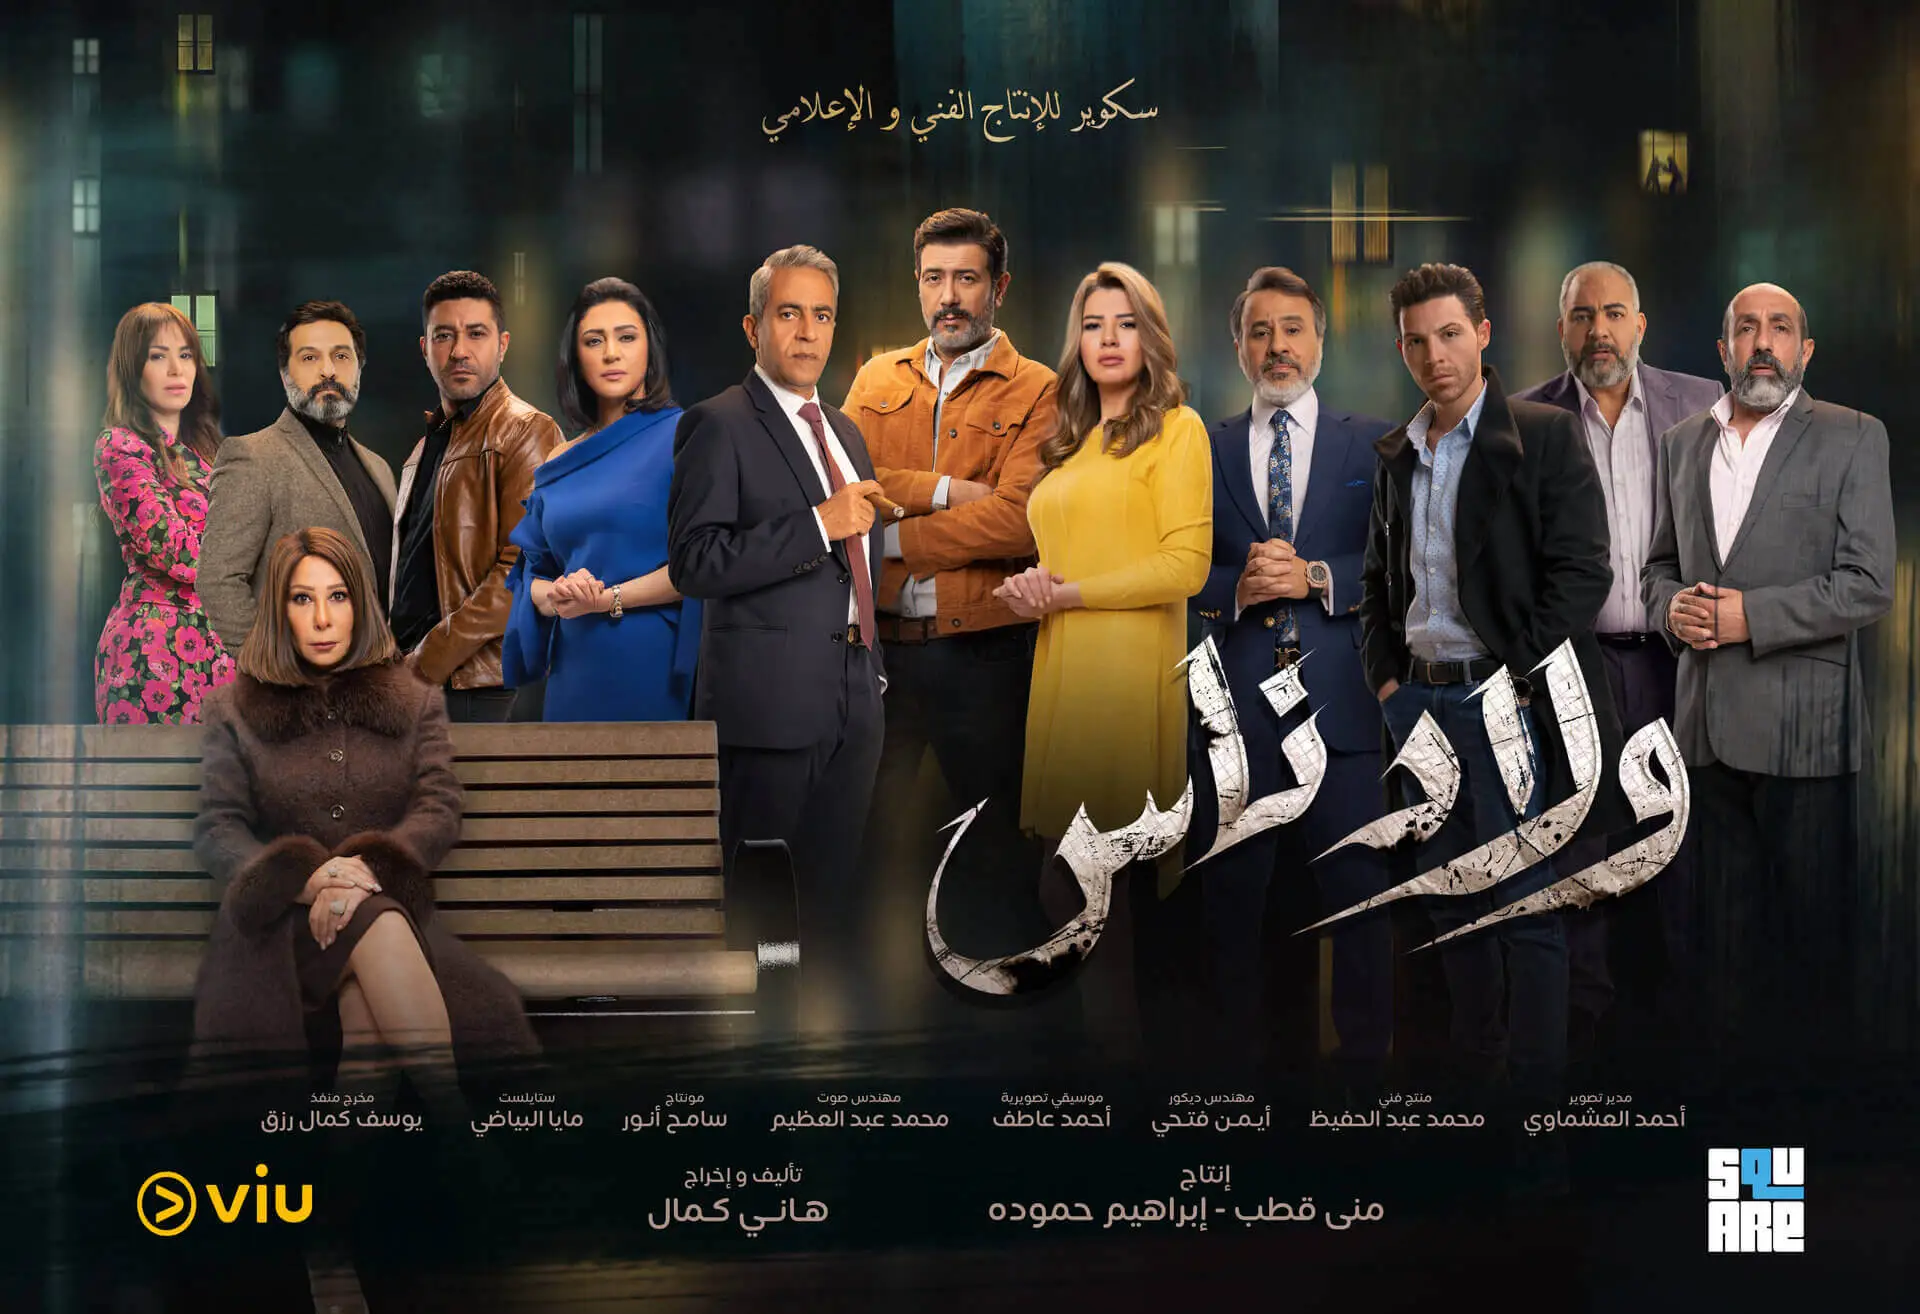 سكوير للإنتاج الفني و الإعلامي
ولاد ناس
مدير تصوير
أحمد العشماوي
منتج فني
محمد عبد الحفيظ
مهندس ديكور
أيمن فتحي
موسيقي تصويرية
أحمد عاطف
مهندس صوت
محمد عبد العظيم
مونتاج
سامح أنور
ستايلست
مايا البياضي
مخرج منفذ
يوسف كمال رزق
إنتاج
منى قطب - إبراهيم حموده
تأليف و إخراج
هاني كمال
viu
SQU
ARE